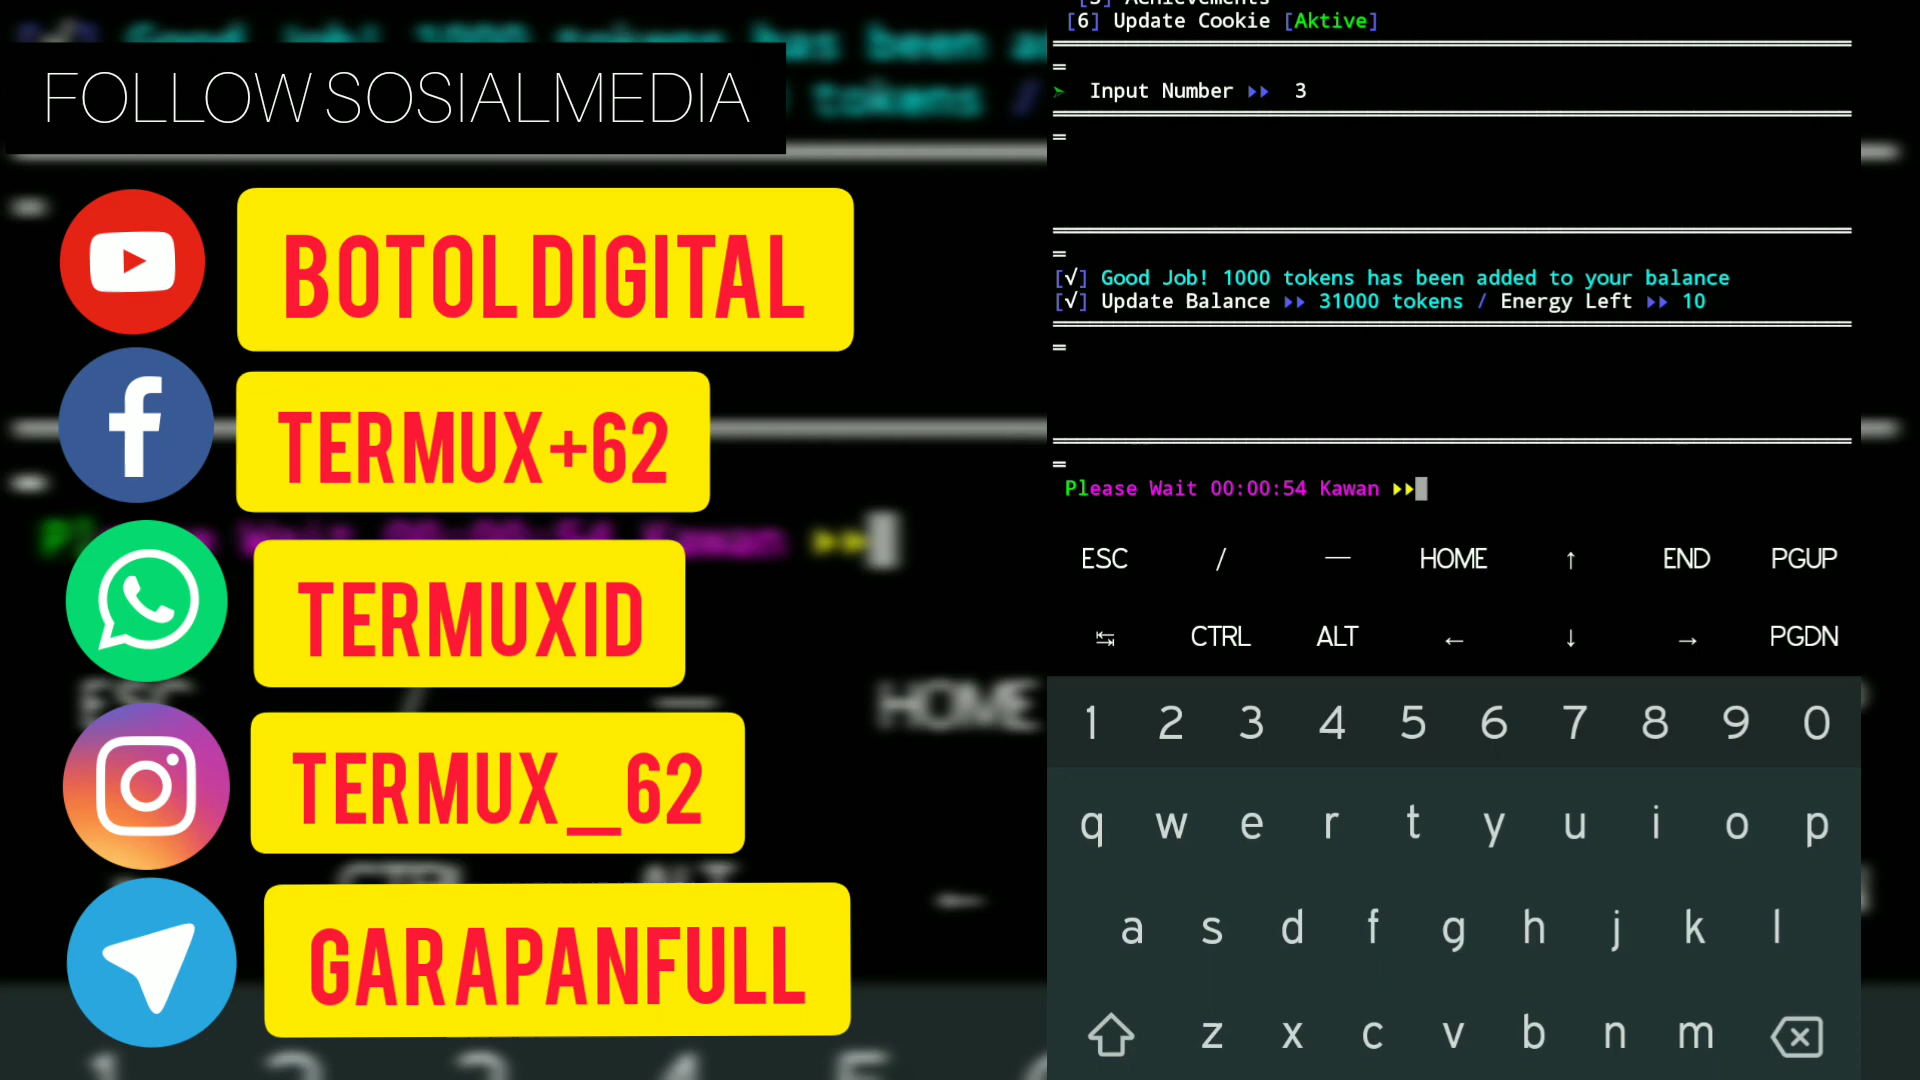 FOLLOW SOSIALMEDIA
BOTOL DIGITAL
TERMUX+62
TERMUXID
TERMUX_62
GARAPANFULL
[5] Achievements
[6] Update Cookie [Aktive]
Input Number 3
[√] Good Job! 1000 tokens has been added to your balance
[√] Update Balance 31000 tokens / Energy Left 10
Please Wait 00:00:54 Kawan
ESC / — HOME ↑ END PGUP
↹ CTRL ALT ← ↓ → PGDN
1 2 3 4 5 6 7 8 9 0
q w e r t y u i o p
a s d f g h j k l
z x c v b n m